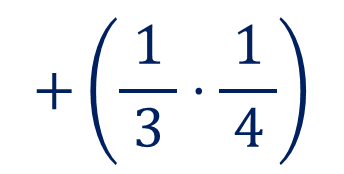 + (1/3 · 1/4)